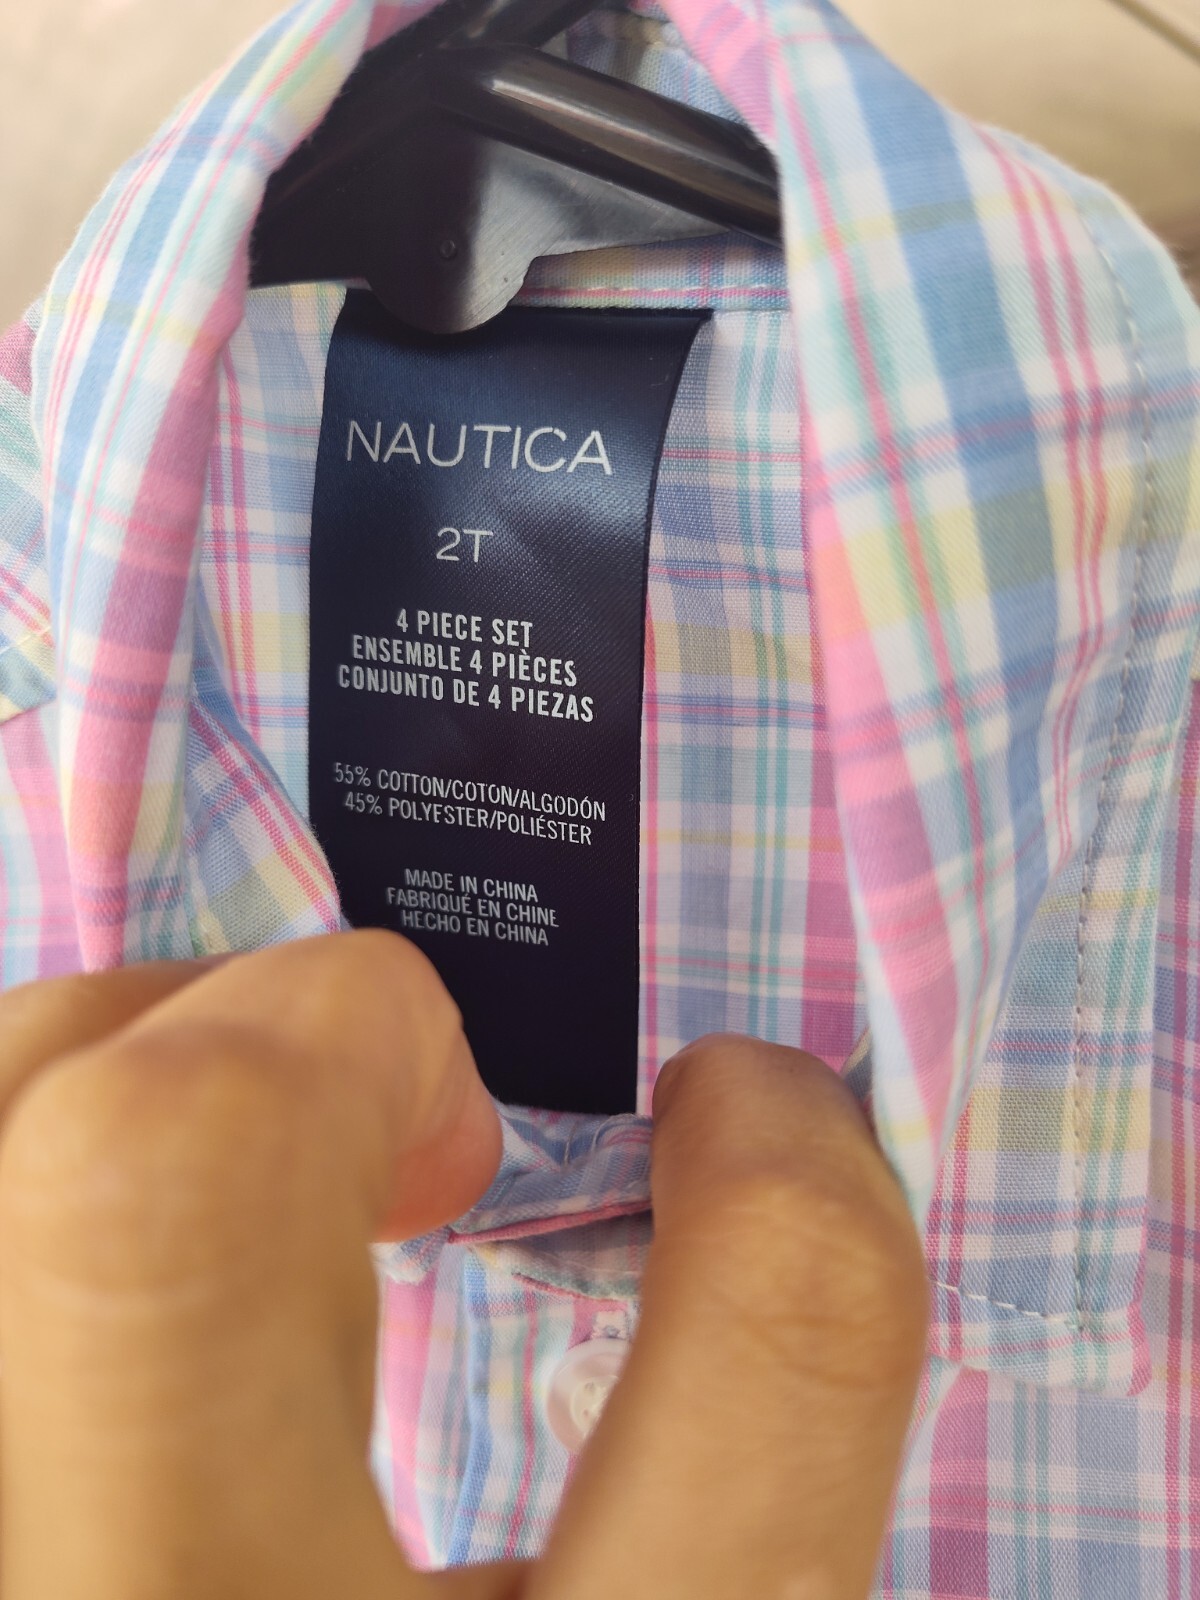 NAUTICA
2T
4 PIECE SET
ENSEMBLE 4 PIÈCES
CONJUNTO DE 4 PIEZAS
55% COTTON/COTON/ALGODÓN
45% POLYESTER/POLIÉSTER
MADE IN CHINA
FABRIQUÉ EN CHINE
HECHO EN CHINA